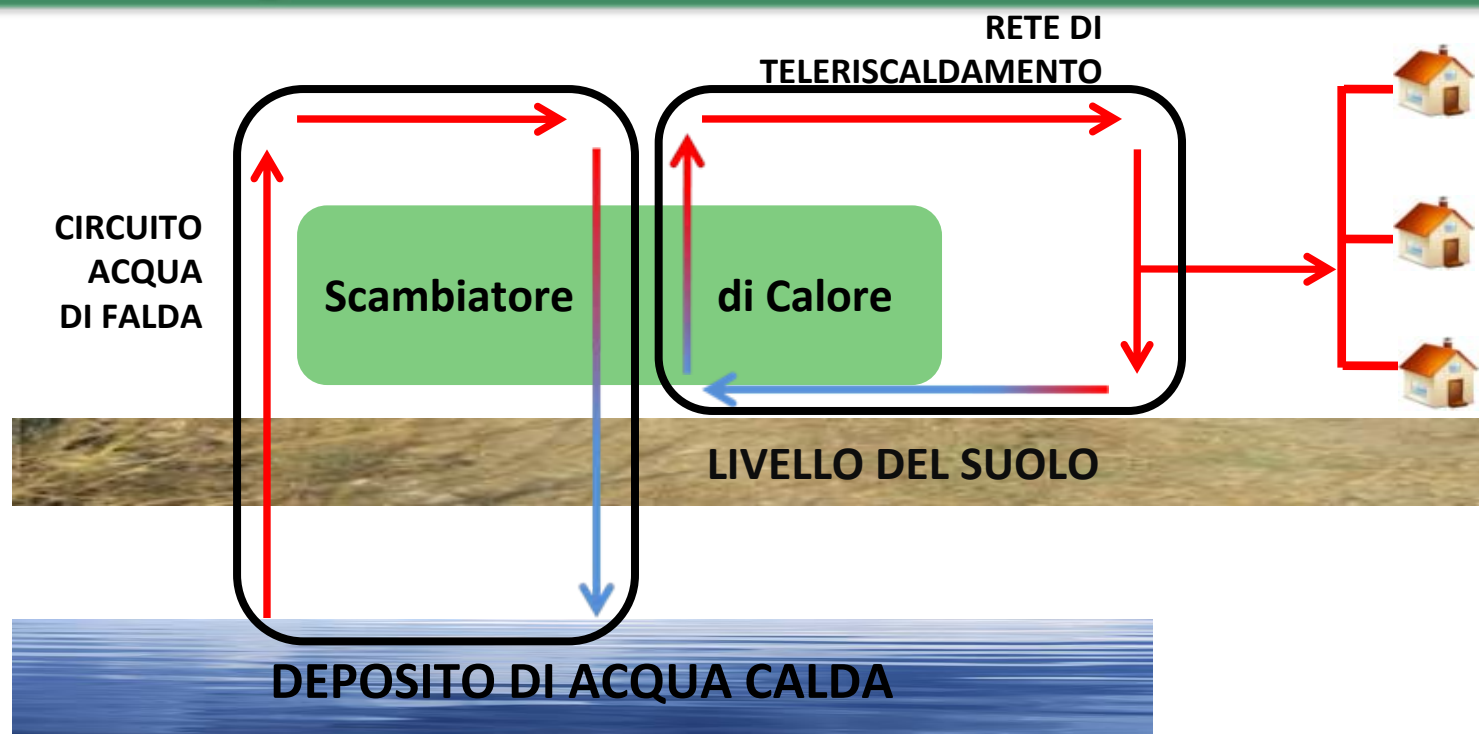 RETE DI
TELERISCALDAMENTO
CIRCUITO
ACQUA
DI FALDA
Scambiatore di Calore
LIVELLO DEL SUOLO
DEPOSITO DI ACQUA CALDA